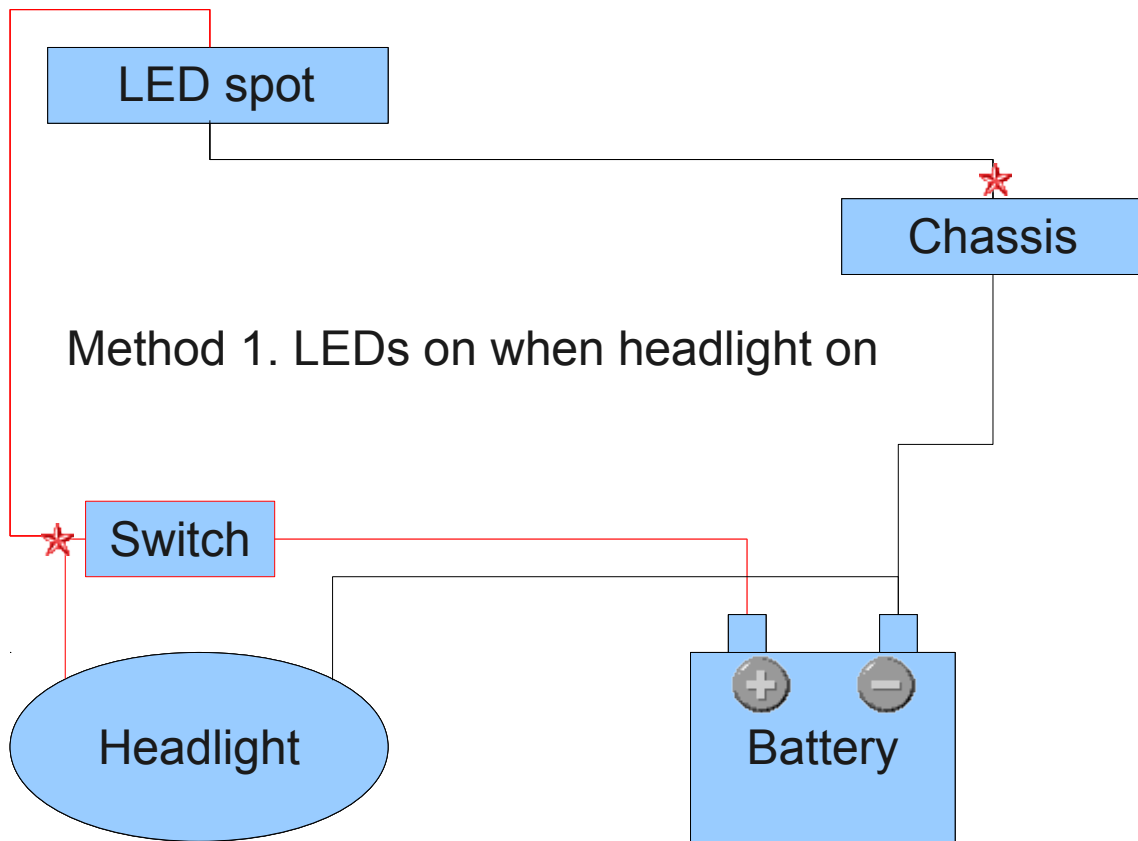 LED spot
Chassis
Method 1. LEDs on when headlight on
Switch
Headlight
+
−
Battery